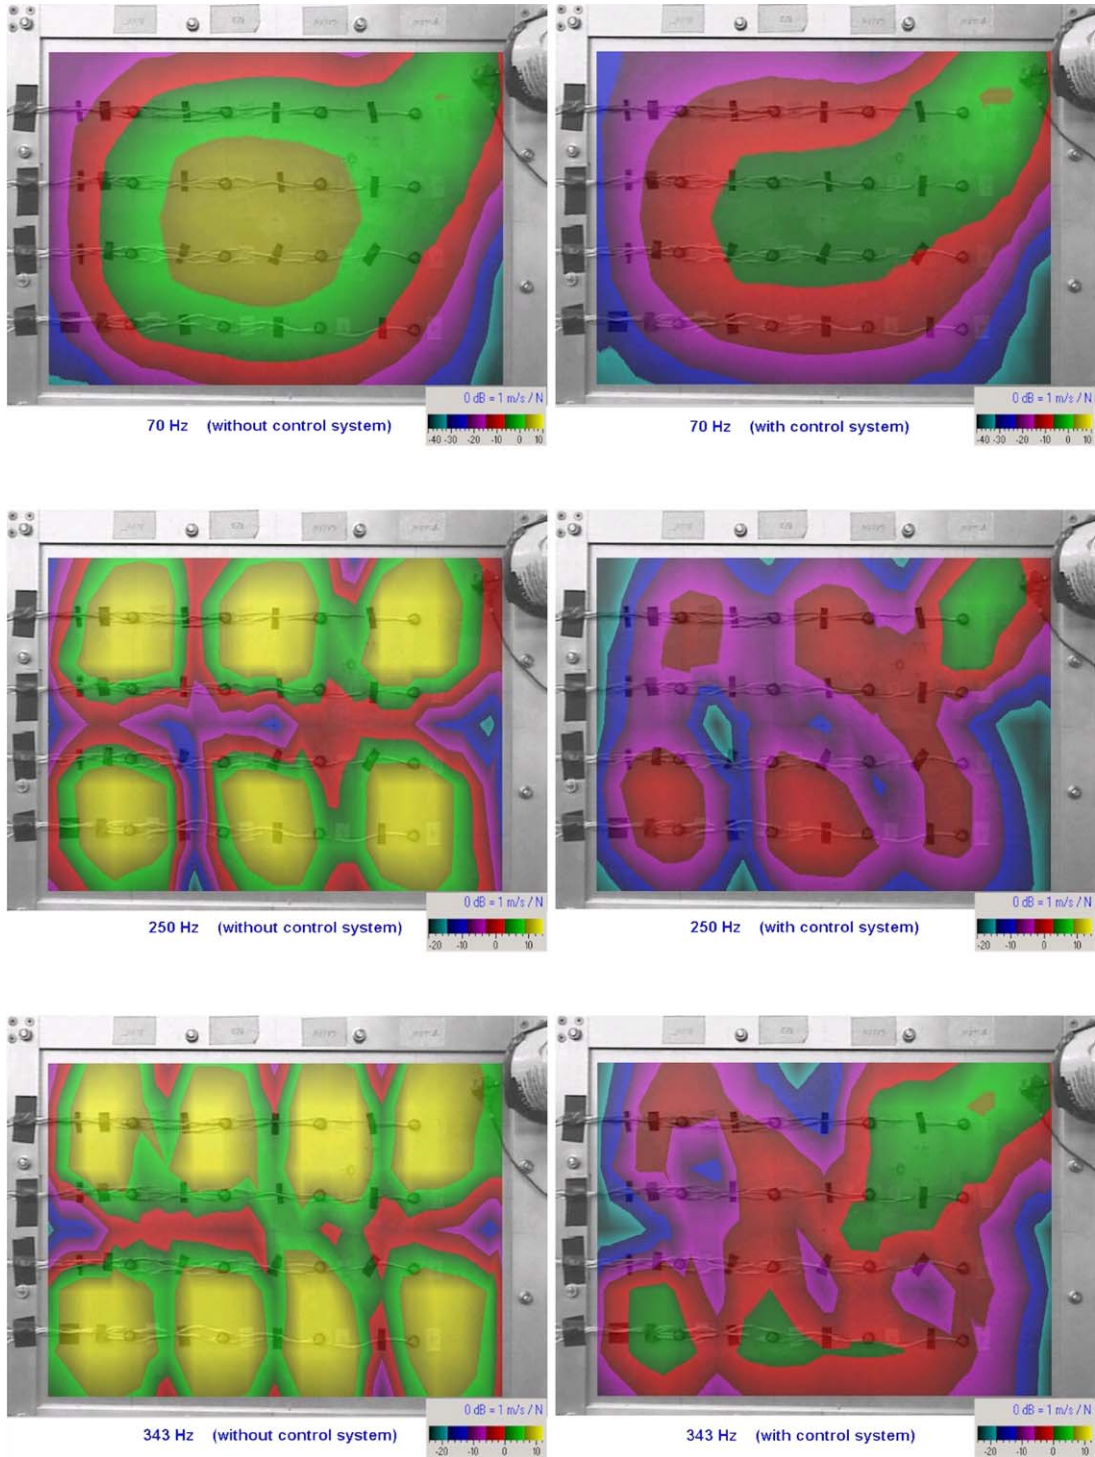 0 dB = 1 m/s / N
-40 -30 -20 -10 0 10
70 Hz (without control system)
0 dB = 1 m/s / N
-40 -30 -20 -10 0 10
70 Hz (with control system)
0 dB = 1 m/s / N
-20 -10 0 10
250 Hz (without control system)
0 dB = 1 m/s / N
-20 -10 0 10
250 Hz (with control system)
0 dB = 1 m/s / N
-20 -10 0 10
343 Hz (without control system)
0 dB = 1 m/s / N
-20 -10 0 10
343 Hz (with control system)